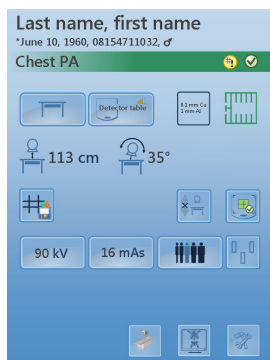 Last name, first name
*June 10, 1960, 08154711032, ♂
Chest PA
Detector table
0.1 mm Cu
1 mm Al
113 cm
35°
90 kV
16 mAs